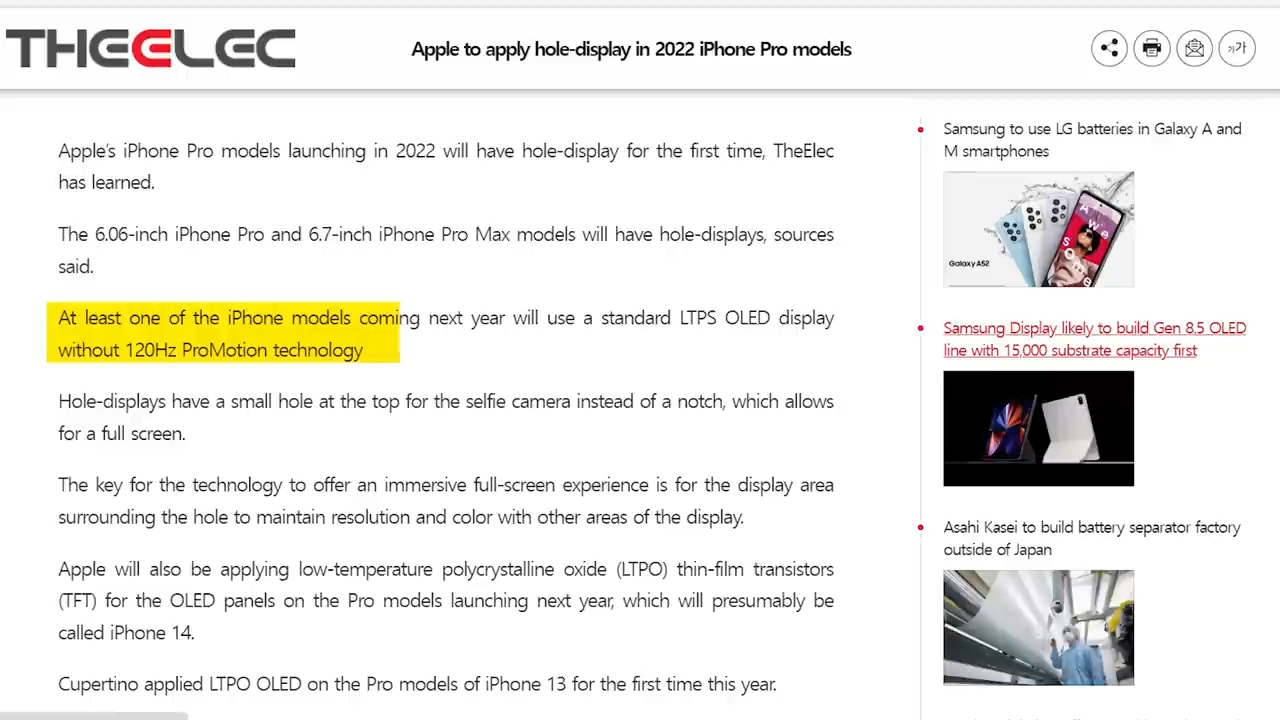 THEELEC
Apple to apply hole-display in 2022 iPhone Pro models
가가
Apple's iPhone Pro models launching in 2022 will have hole-display for the first time, TheElec
has learned.
The 6.06-inch iPhone Pro and 6.7-inch iPhone Pro Max models will have hole-displays, sources
said.
At least one of the iPhone models coming next year will use a standard LTPS OLED display
without 120Hz ProMotion technology
Hole-displays have a small hole at the top for the selfie camera instead of a notch, which allows
for a full screen.
The key for the technology to offer an immersive full-screen experience is for the display area
surrounding the hole to maintain resolution and color with other areas of the display.
Apple will also be applying low-temperature polycrystalline oxide (LTPO) thin-film transistors
(TFT) for the OLED panels on the Pro models launching next year, which will presumably be
called iPhone 14.
Cupertino applied LTPO OLED on the Pro models of iPhone 13 for the first time this year.
Samsung to use LG batteries in Galaxy A and
M smartphones
Awesome
Galaxy A52
Samsung Display likely to build Gen 8.5 OLED
line with 15,000 substrate capacity first
Asahi Kasei to build battery separator factory
outside of Japan